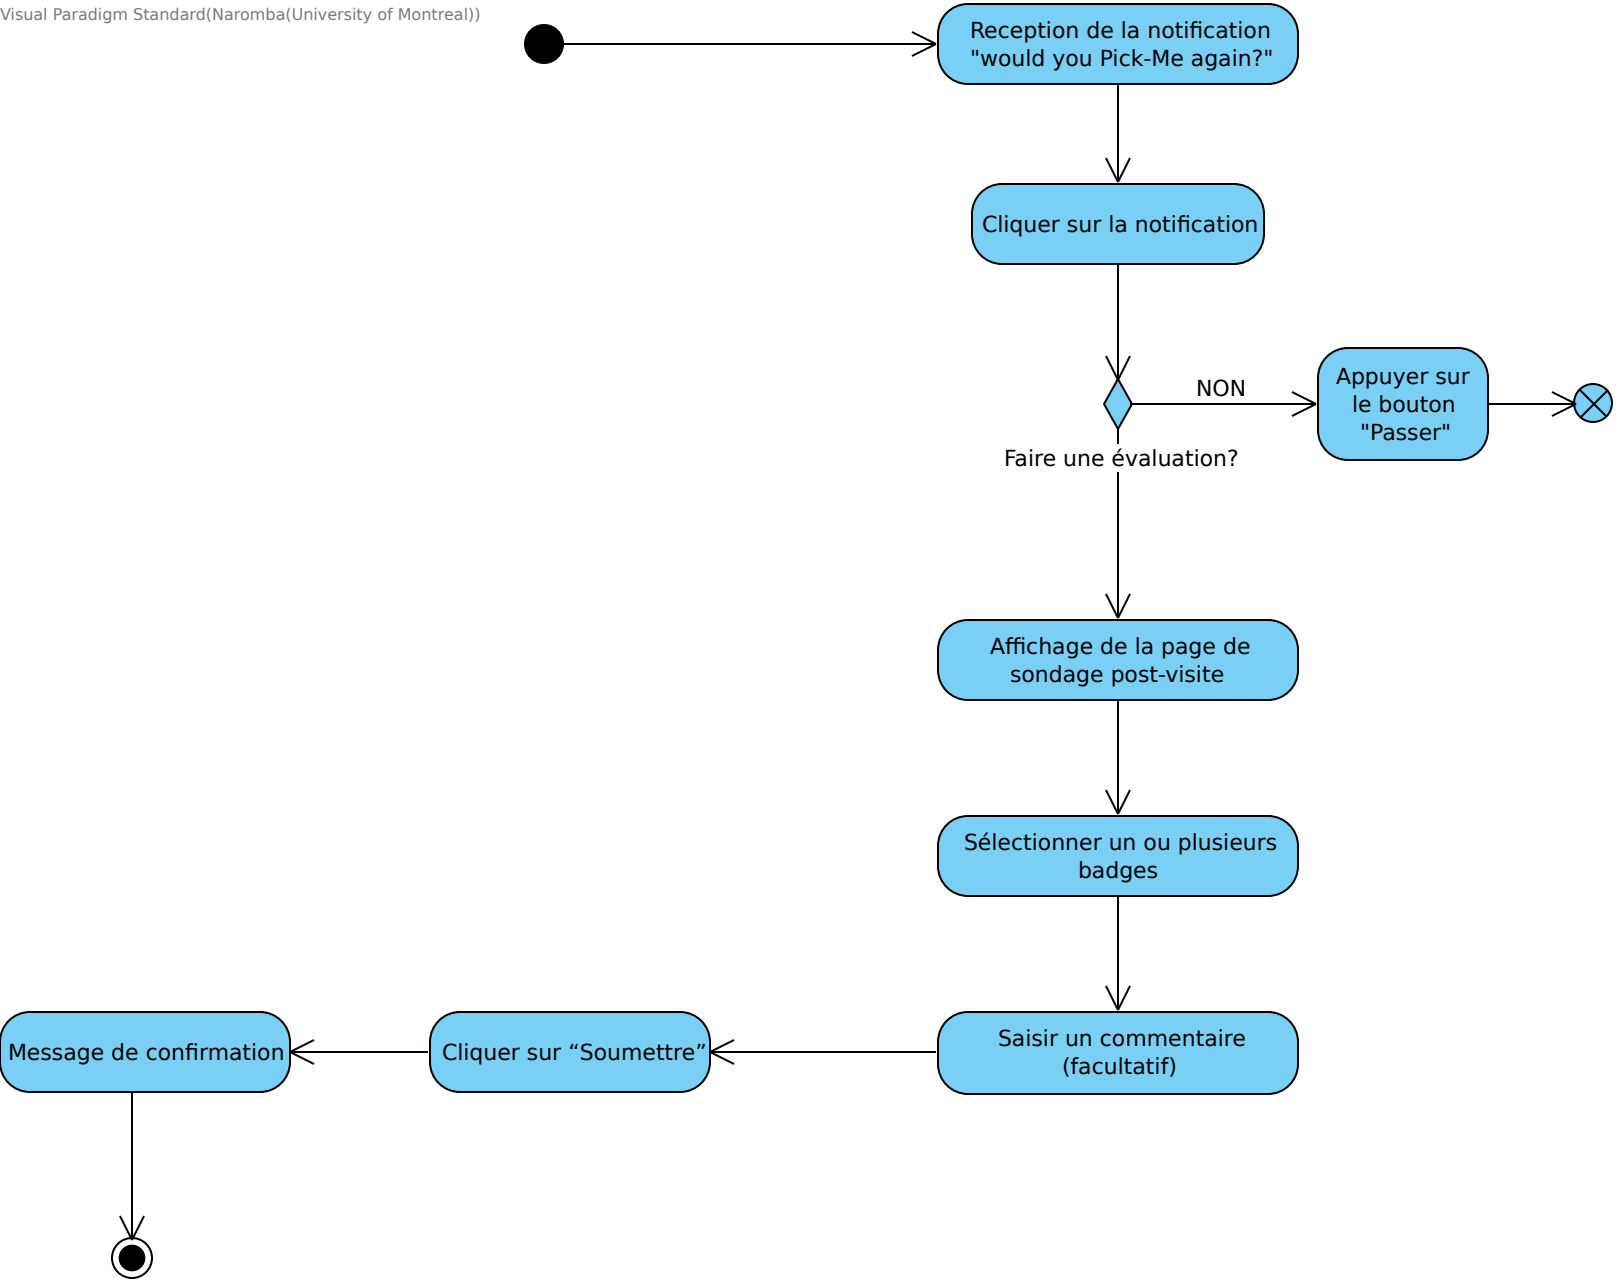 Visual Paradigm Standard(Naromba(University of Montreal))
Reception de la notification
"would you Pick-Me again?"
Cliquer sur la notification
NON
Appuyer sur
le bouton
"Passer"
Faire une évaluation?
Affichage de la page de
sondage post-visite
Sélectionner un ou plusieurs
badges
Saisir un commentaire
(facultatif)
Cliquer sur “Soumettre”
Message de confirmation